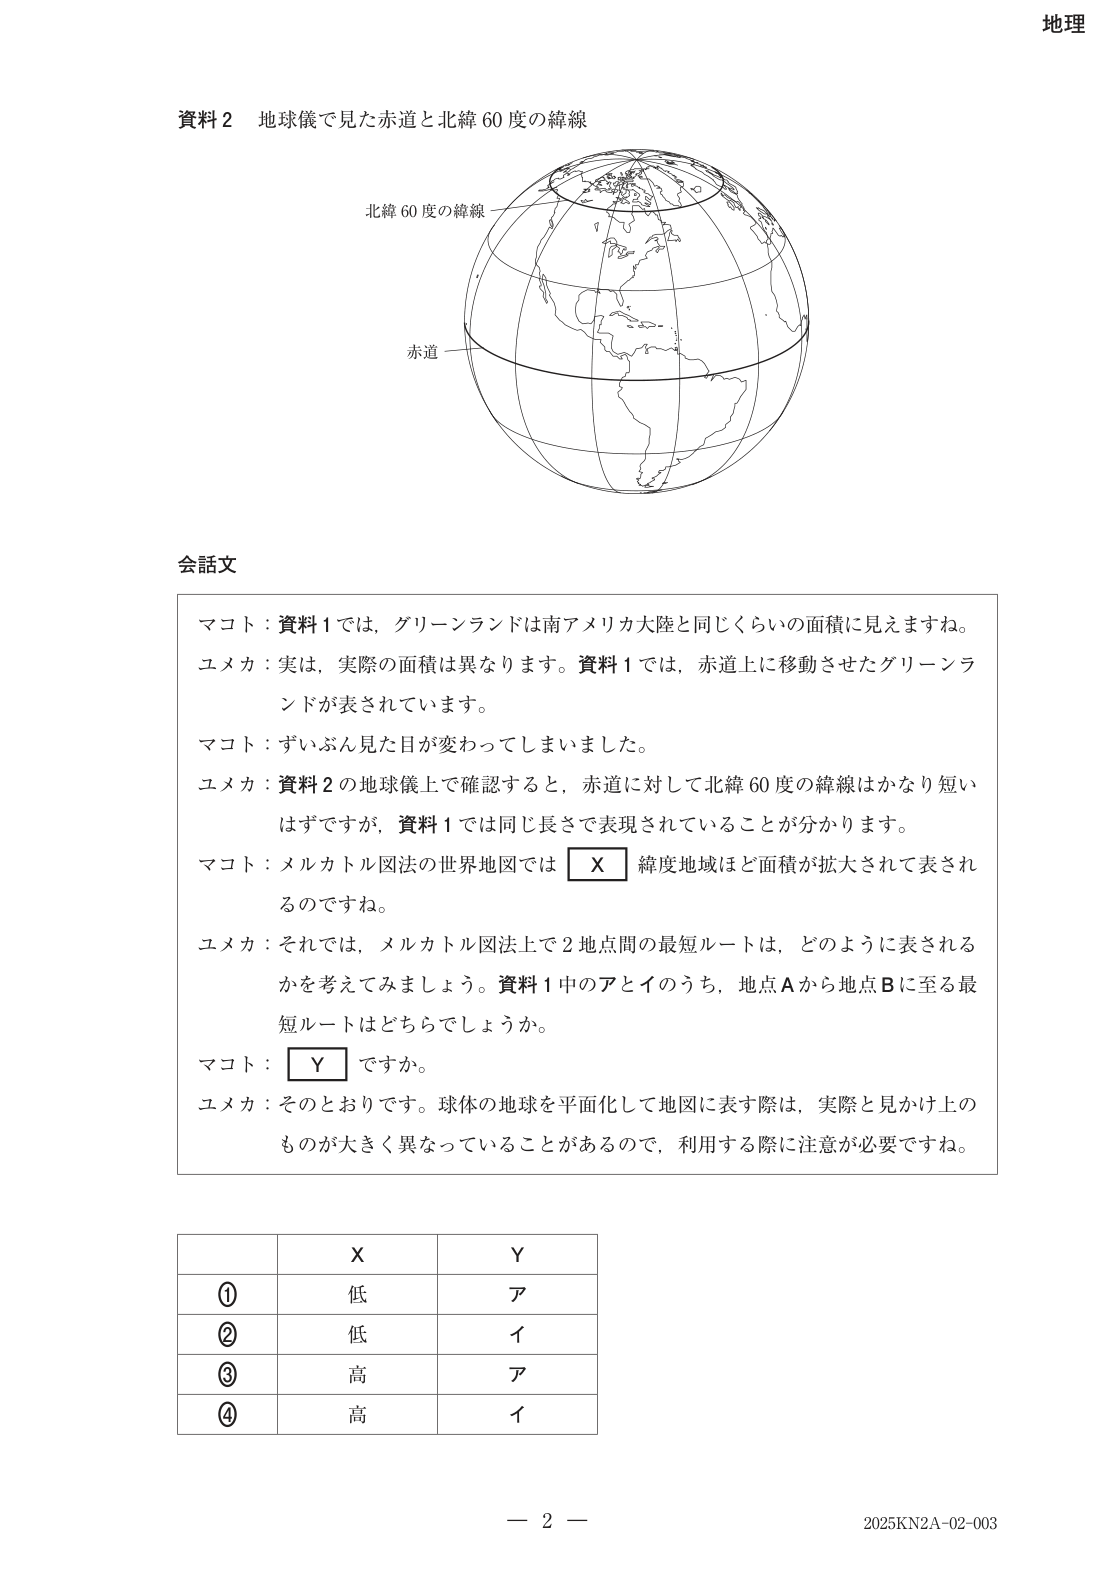 地理
資料2 地球儀で見た赤道と北緯 60 度の緯線
北緯 60 度の緯線
赤道
会話文
マコト：資料1では，グリーンランドは南アメリカ大陸と同じくらいの面積に見えますね。
ユメカ：実は，実際の面積は異なります。資料1では，赤道上に移動させたグリーンラ
ンドが表されています。
マコト：ずいぶん見た目が変わってしまいました。
ユメカ：資料2の地球儀上で確認すると，赤道に対して北緯 60 度の緯線はかなり短い
はずですが，資料1では同じ長さで表現されていることが分かります。
マコト：メルカトル図法の世界地図では X 緯度地域ほど面積が拡大されて表され
るのですね。
ユメカ：それでは，メルカトル図法上で2地点間の最短ルートは，どのように表される
かを考えてみましょう。資料1中のアとイのうち，地点Aから地点Bに至る最
短ルートはどちらでしょうか。
マコト： Y ですか。
ユメカ：そのとおりです。球体の地球を平面化して地図に表す際は，実際と見かけ上の
ものが大きく異なっていることがあるので，利用する際に注意が必要ですね。
X Y
① 低 ア
② 低 イ
③ 高 ア
④ 高 イ
― 2 ―
2025KN2A-02-003